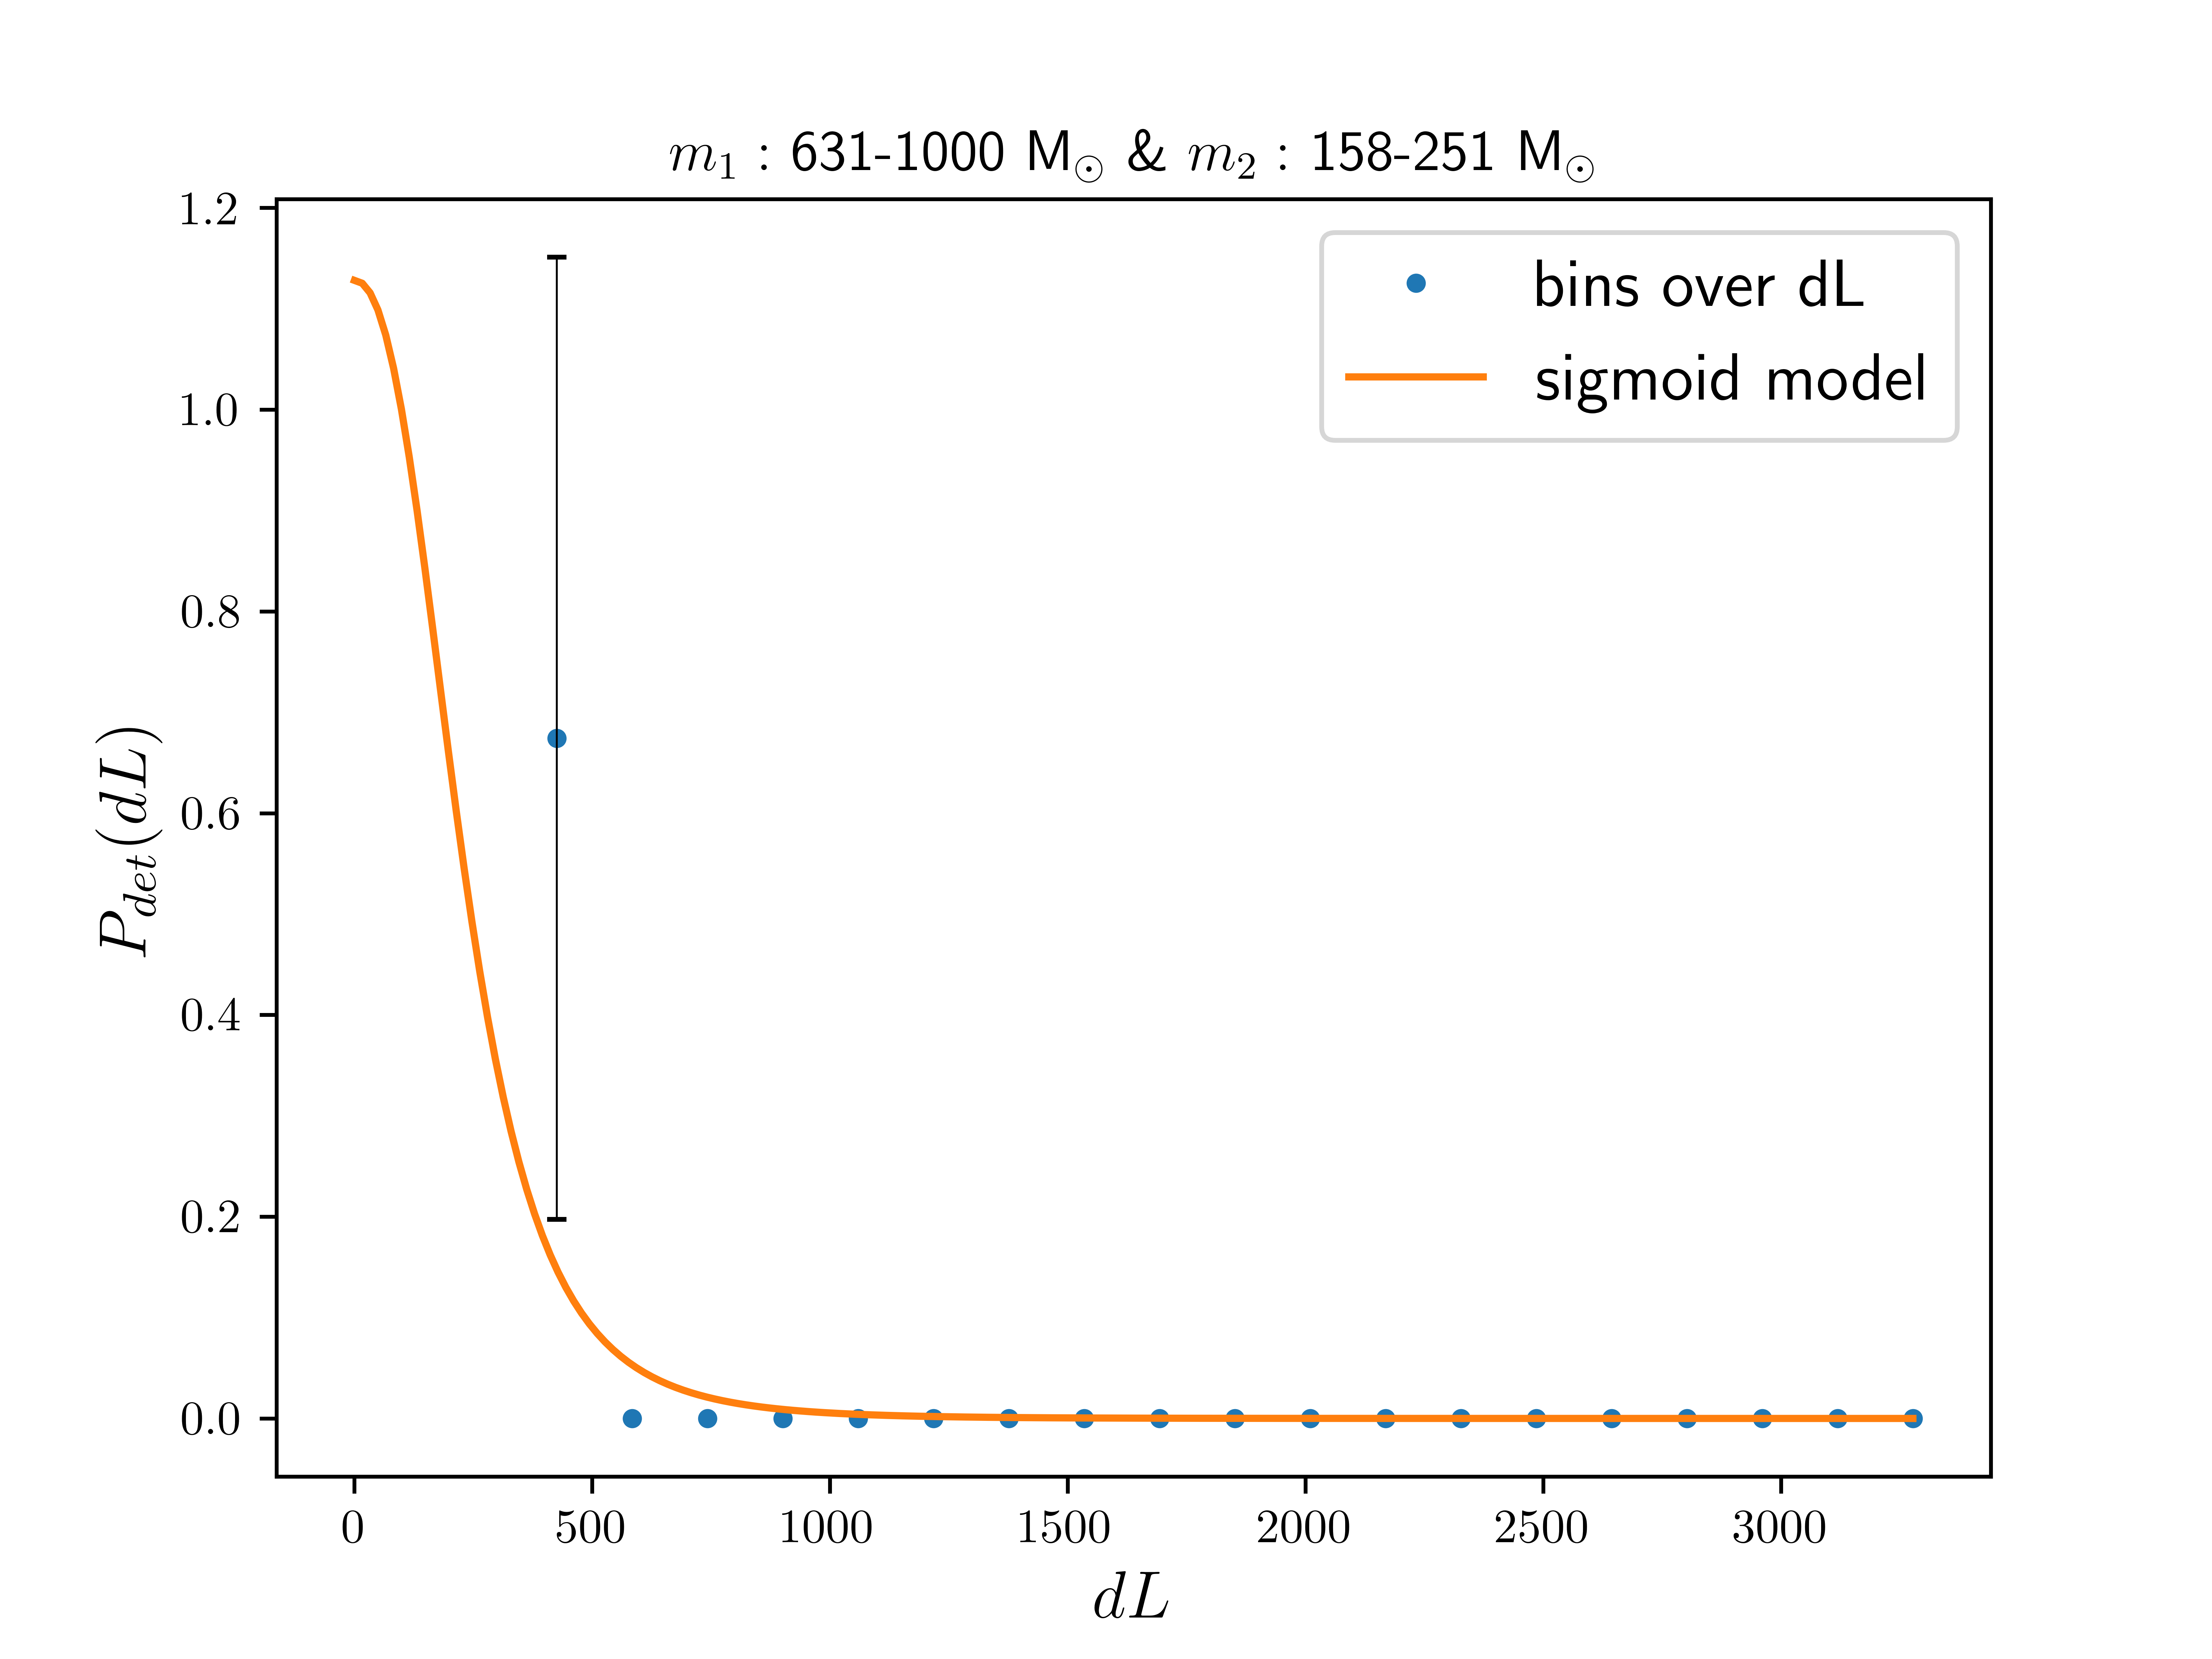 m₁ : 631-1000 M☉ & m₂ : 158-251 M☉
bins over dL
sigmoid model
1.2
1.0
0.8
0.6
0.4
0.2
0.0
P_det(dL)
0 500 1000 1500 2000 2500 3000
dL